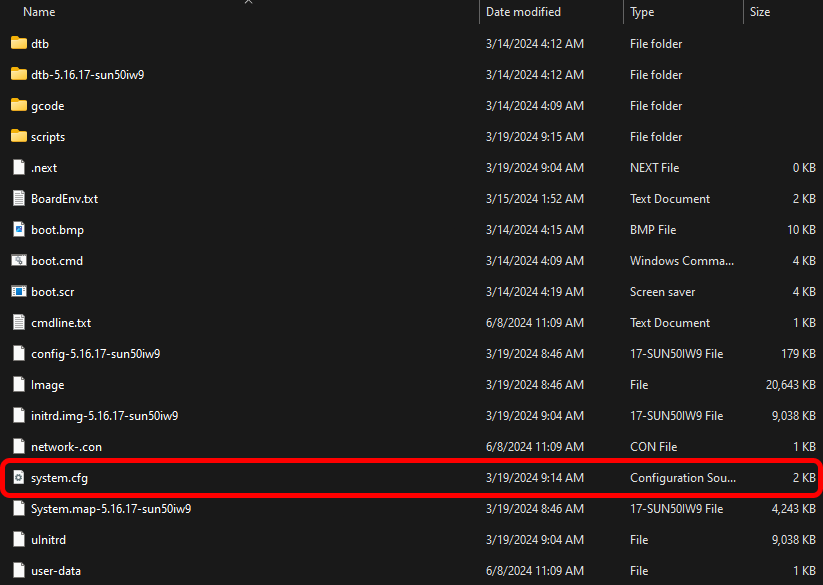 Name Date modified Type Size
dtb 3/14/2024 4:12 AM File folder
dtb-5.16.17-sun50iw9 3/14/2024 4:12 AM File folder
gcode 3/14/2024 4:09 AM File folder
scripts 3/19/2024 9:15 AM File folder
.next 3/19/2024 9:04 AM NEXT File 0 KB
BoardEnv.txt 3/15/2024 1:52 AM Text Document 2 KB
boot.bmp 3/14/2024 4:15 AM BMP File 10 KB
boot.cmd 3/14/2024 4:09 AM Windows Comma... 4 KB
boot.scr 3/14/2024 4:19 AM Screen saver 4 KB
cmdline.txt 6/8/2024 11:09 AM Text Document 1 KB
config-5.16.17-sun50iw9 3/19/2024 8:46 AM 17-SUN50IW9 File 179 KB
Image 3/19/2024 8:46 AM File 20,643 KB
initrd.img-5.16.17-sun50iw9 3/19/2024 9:04 AM 17-SUN50IW9 File 9,038 KB
network-.con 6/8/2024 11:09 AM CON File 1 KB
system.cfg 3/19/2024 9:14 AM Configuration Sou... 2 KB
System.map-5.16.17-sun50iw9 3/19/2024 8:46 AM 17-SUN50IW9 File 4,243 KB
uInitrd 3/19/2024 9:04 AM File 9,038 KB
user-data 6/8/2024 11:09 AM File 1 KB